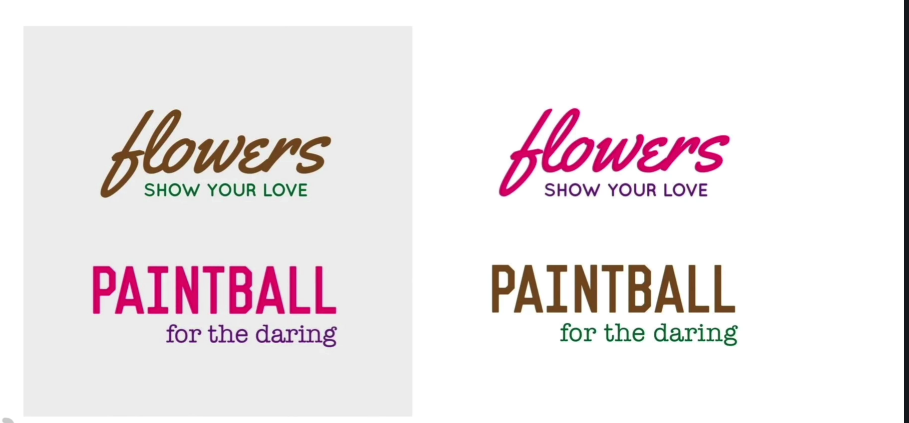 flowers
SHOW YOUR LOVE
PAINTBALL
for the daring
flowers
SHOW YOUR LOVE
PAINTBALL
for the daring